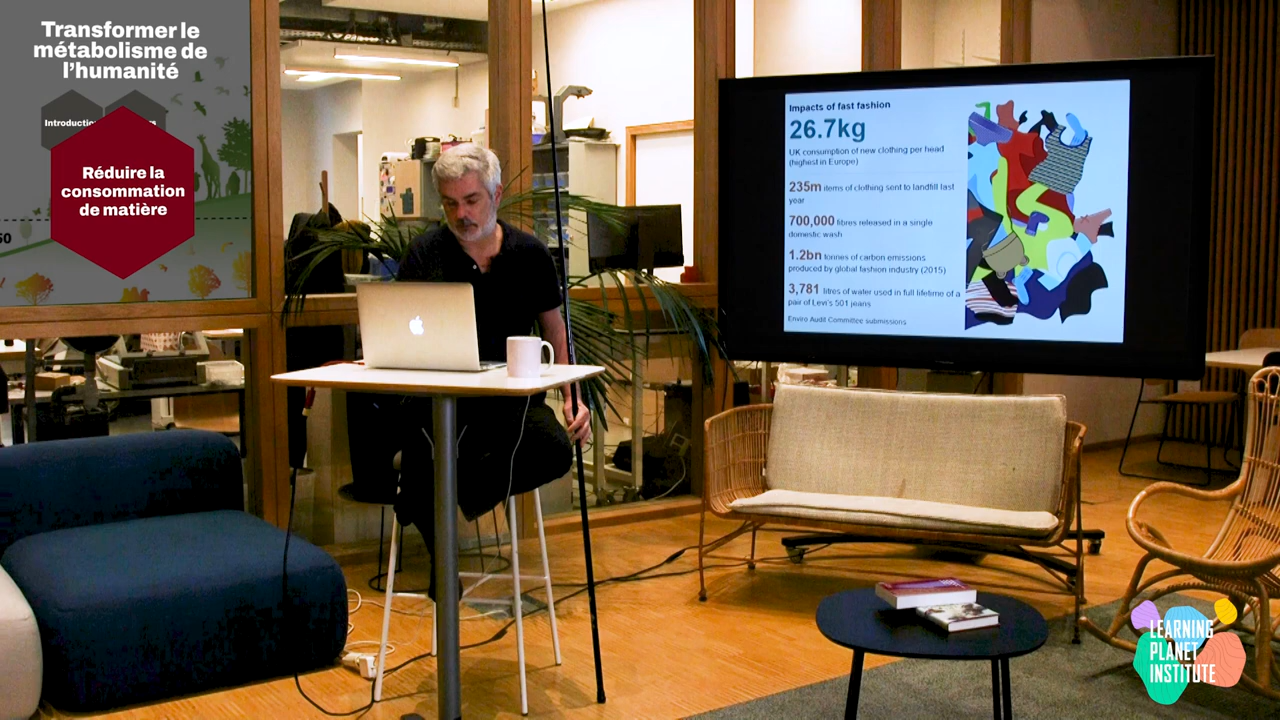 Transformer le
métabolisme de
l'humanité
Introduction
Réduire la
consommation
de matière
50
Impacts of fast fashion
26.7kg
UK consumption of new clothing per head
(highest in Europe)
235m items of clothing sent to landfill last
year
700,000 fibres released in a single
domestic wash
1.2bn tonnes of carbon emissions
produced by global fashion industry (2015)
3,781 litres of water used in full lifetime of a
pair of Levi's 501 jeans
Enviro Audit Committee submissions
LEARNING
PLANET
INSTITUTE